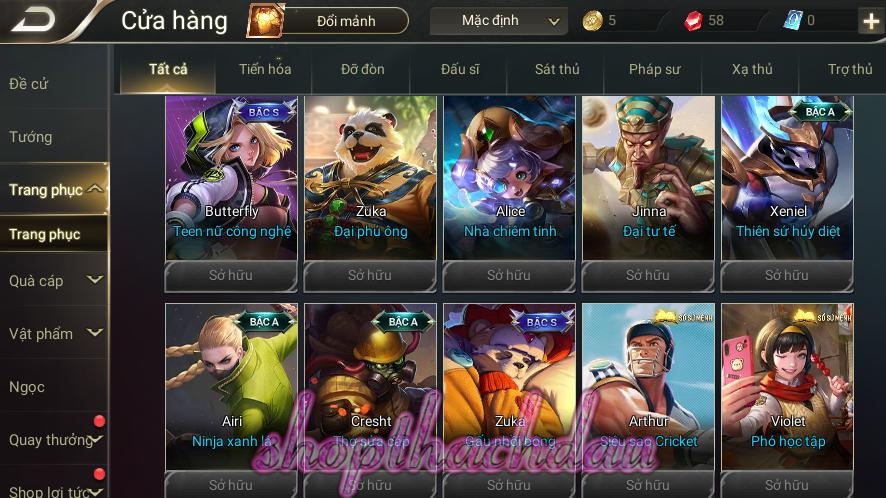 Cửa hàng
Đổi mảnh
Mặc định
5
58
0
Đề cử
Tướng
Trang phục
Trang phục
Quà cáp
Vật phẩm
Ngọc
Quay thưởng
Shop lợi tức
Tất cả
Tiến hóa
Đỡ đòn
Đấu sĩ
Sát thủ
Pháp sư
Xạ thủ
Trợ thủ
BẬC S
Butterfly
Teen nữ công nghệ
Sở hữu
Zuka
Đại phú ông
Sở hữu
Alice
Nhà chiêm tinh
Sở hữu
Jinna
Đại tư tế
Sở hữu
BẬC A
Xeniel
Thiên sứ hủy diệt
Sở hữu
BẬC A
Airi
Ninja xanh lá
Sở hữu
BẬC A
Cresht
Thợ sửa cáp
Sở hữu
BẬC S
Zuka
Gấu nhồi bông
Sở hữu
SỔ SỨ MỆNH
Arthur
Siêu sao Cricket
Sở hữu
SỔ SỨ MỆNH
Violet
Phó học tập
Sở hữu
shopthachdau